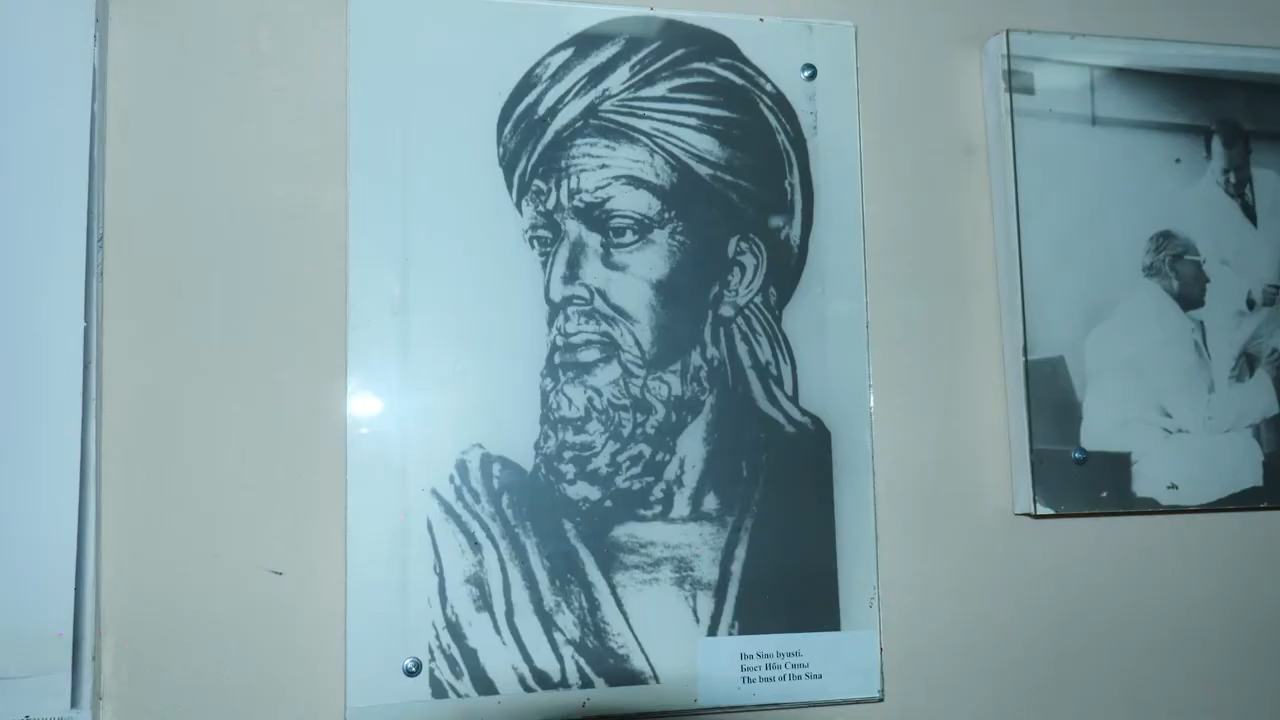 Ibn Sino byusti.
Бюст Ибн Сины
The bust of Ibn Sina